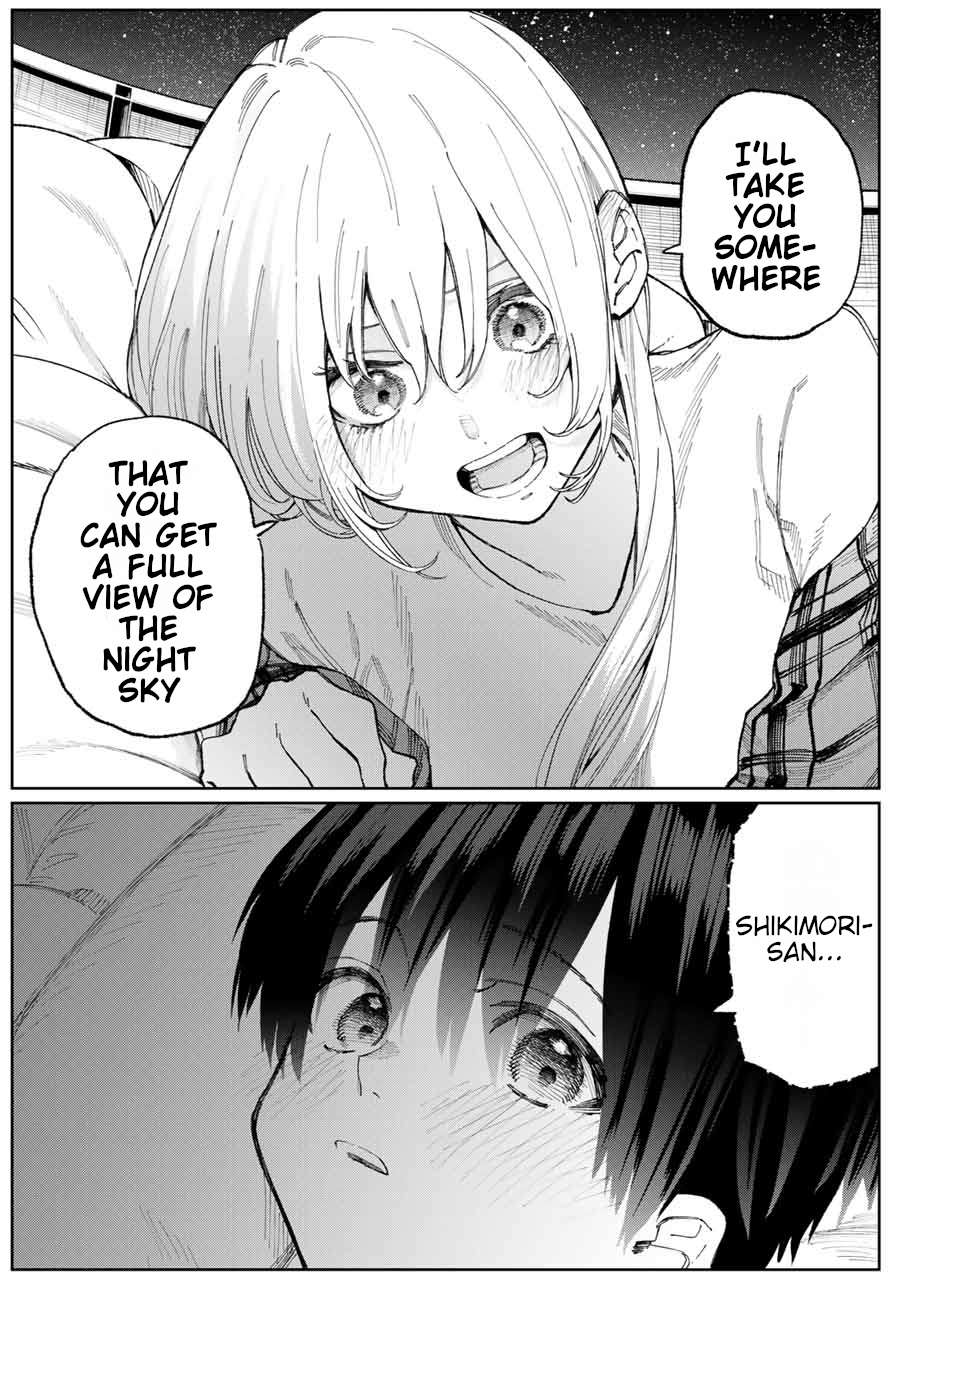 I'LL
TAKE
YOU
SOME-
WHERE
THAT
YOU
CAN GET
A FULL
VIEW OF
THE
NIGHT
SKY
SHIKIMORI-
SAN...